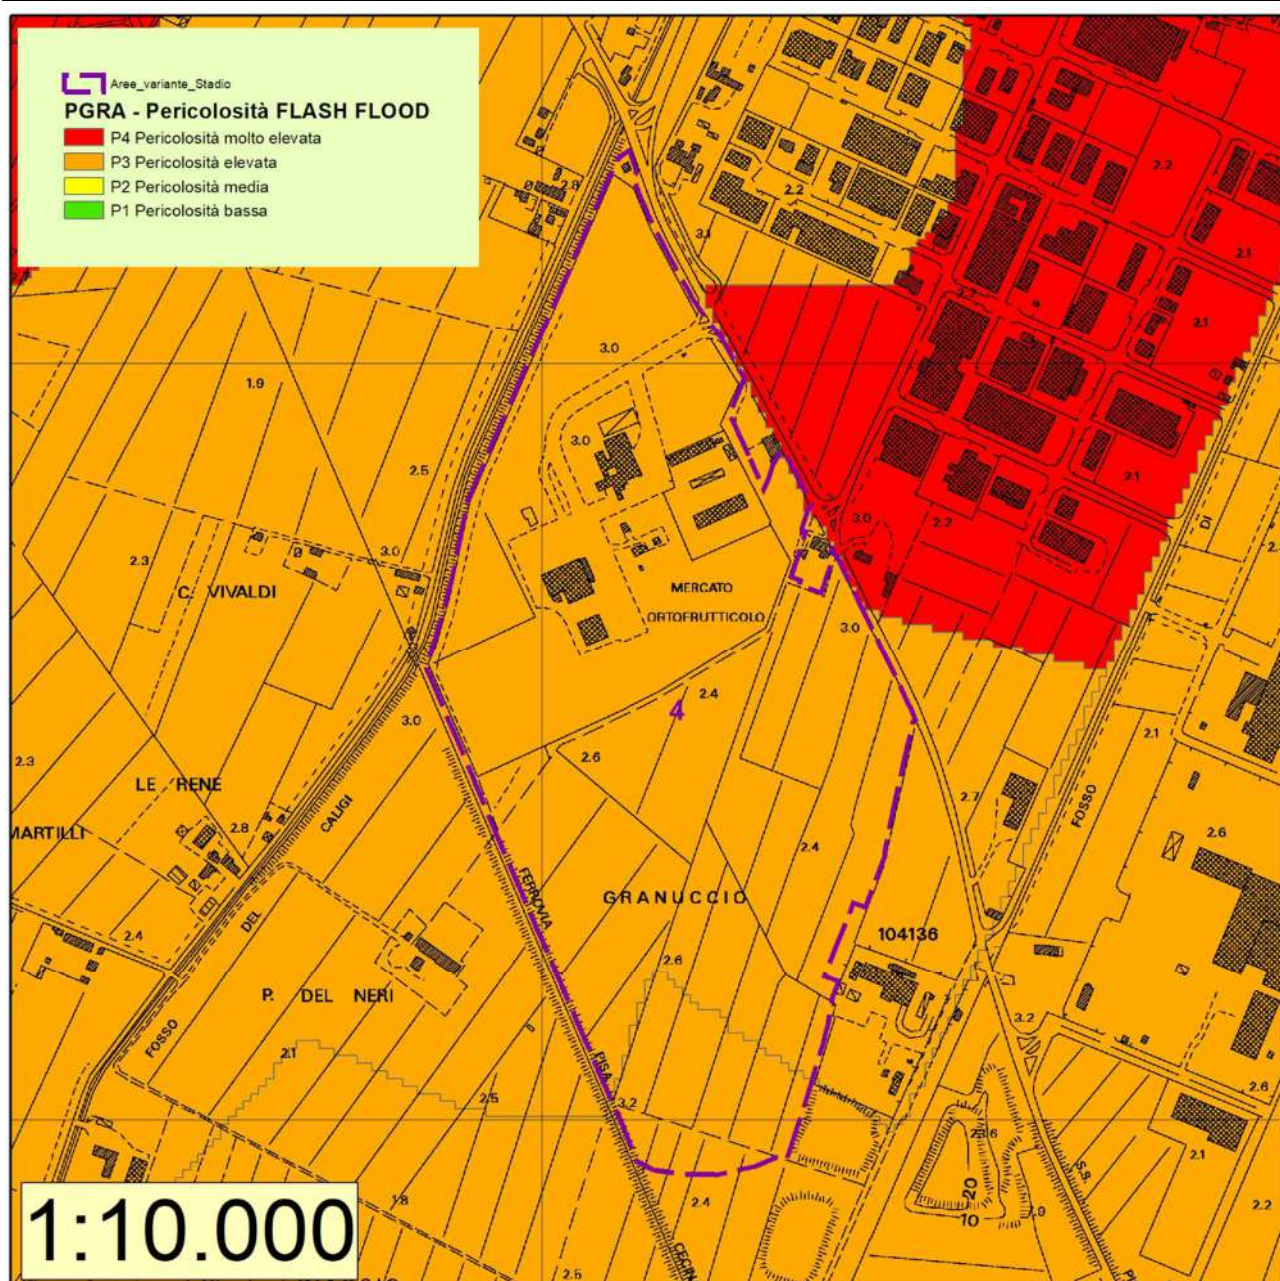 Aree_variante_Stadio
PGRA - Pericolosità FLASH FLOOD
P4 Pericolosità molto elevata
P3 Pericolosità elevata
P2 Pericolosità media
P1 Pericolosità bassa
2.2
2.8
2.2
3.1
2.1
2.1
3.0
1.9
3.0
2.5
2.1
3.0
2.2
DI
2.3
3.0
C. VIVALDI
MERCATO
ORTOFRUTTICOLO
3.0
2.4
4
3.0
2.1
2.3
2.6
LE RENE
2.7
CALIGI
FOSSO
2.8
2.6
2.4
FERROVIA
GRANUCCIO
DEL
2.4
104136
2.6
P. DEL NERI
3.2
FOSSO
2.1
PISA
2.5
3.2
2.6
2.1
S.S.
20
10
1.8
2.4
2.2
1:10.000
CECIN
2.5